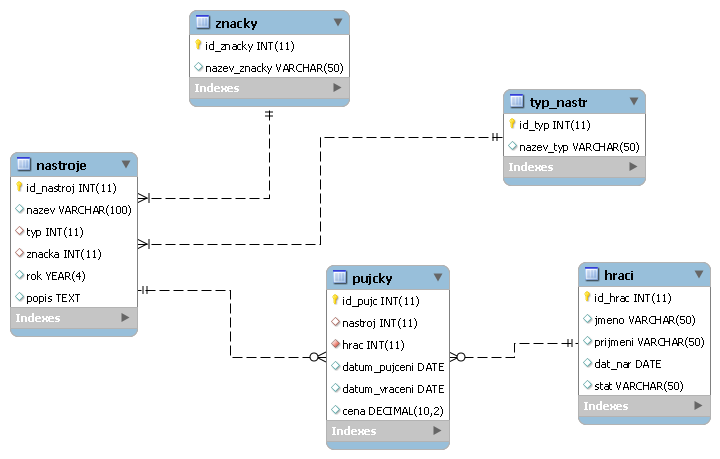 znacky
id_znacky INT(11)
nazev_znacky VARCHAR(50)
Indexes
typ_nastr
id_typ INT(11)
nazev_typ VARCHAR(50)
Indexes
nastroje
id_nastroj INT(11)
nazev VARCHAR(100)
typ INT(11)
znacka INT(11)
rok YEAR(4)
popis TEXT
Indexes
pujcky
id_pujc INT(11)
nastroj INT(11)
hrac INT(11)
datum_pujceni DATE
datum_vraceni DATE
cena DECIMAL(10,2)
Indexes
hraci
id_hrac INT(11)
jmeno VARCHAR(50)
prijmeni VARCHAR(50)
dat_nar DATE
stat VARCHAR(50)
Indexes